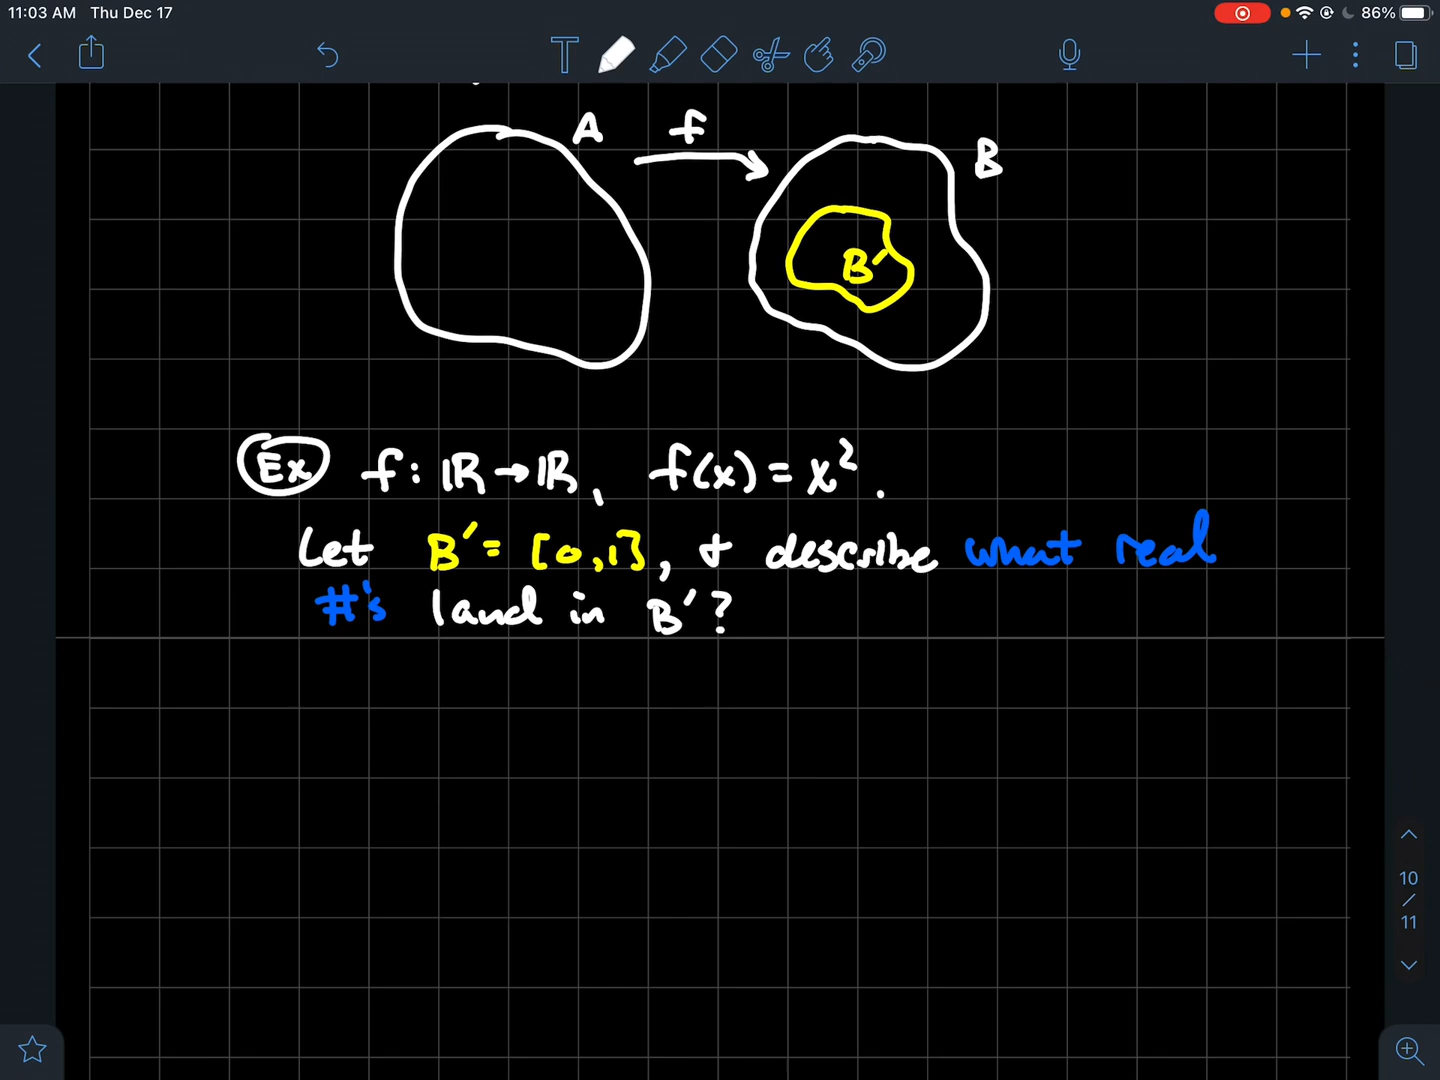 11:03 AM Thu Dec 17
86%
T
A f
B
B'
Ex f: ℝ→ℝ, f(x) = x².
Let B' = [0,1], + describe what real
#'s land in B'?
10
/
11